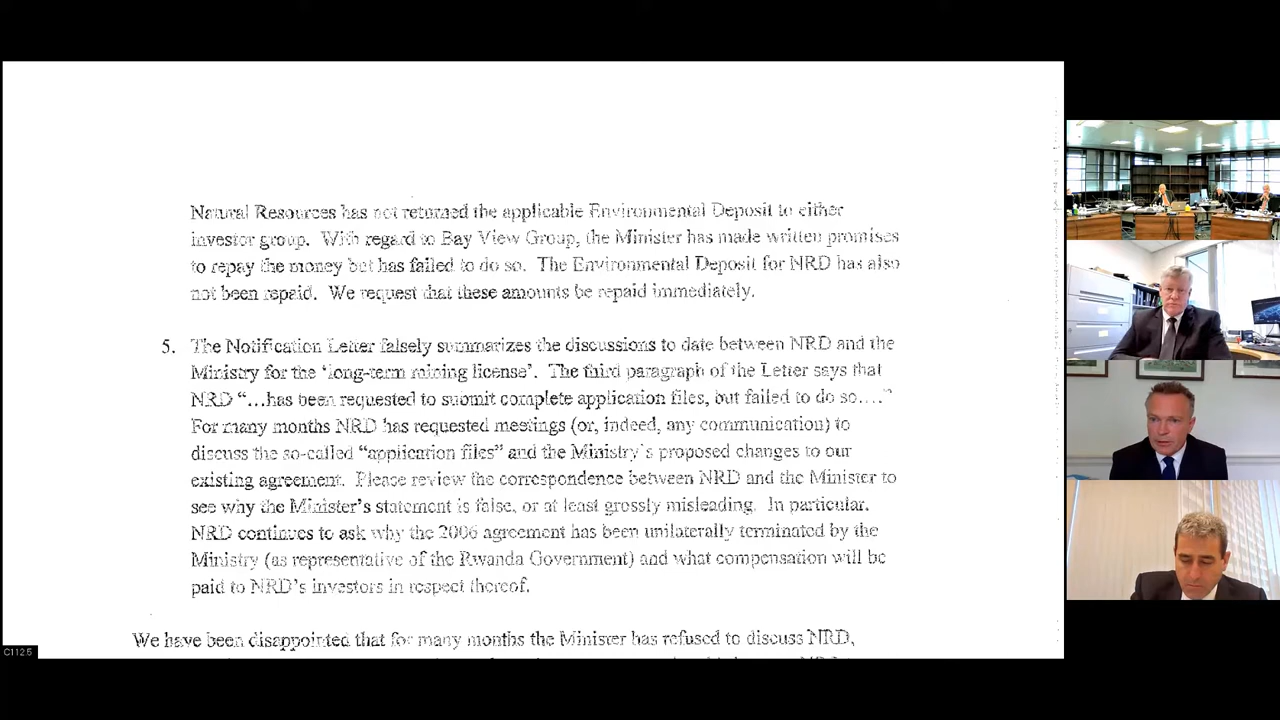 Natural Resources has not returned the applicable Environmental Deposit to either
investor group. With regard to Bay View Group, the Minister has made written promises
to repay the money but has failed to do so. The Environmental Deposit for NRD has also
not been repaid. We request that these amounts be repaid immediately.
5. The Notification Letter falsely summarizes the discussions to date between NRD and the
Ministry for the 'long-term mining license'. The third paragraph of the Letter says that
NRD "…has been requested to submit complete application files, but failed to do so…."
For many months NRD has requested meetings (or, indeed, any communication) to
discuss the so-called "application files" and the Ministry's proposed changes to our
existing agreement. Please review the correspondence between NRD and the Minister to
see why the Minister's statement is false, or at least grossly misleading. In particular.
NRD continues to ask why the 2006 agreement has been unilaterally terminated by the
Ministry (as representative of the Rwanda Government) and what compensation will be
paid to NRD's investors in respect thereof.
We have been disappointed that for many months the Minister has refused to discuss NRD,
C112.5